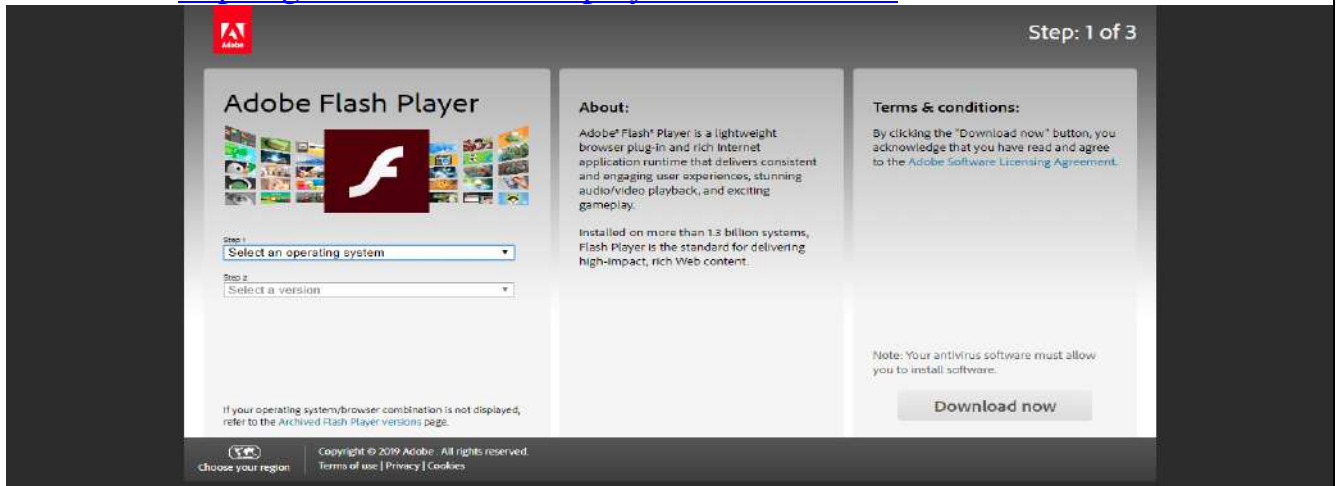 Adobe
Step: 1 of 3
Adobe Flash Player
Step 1
Select an operating system
Step 2
Select a version
If your operating system/browser combination is not displayed,
refer to the Archived Flash Player versions page.
About:
Adobe® Flash® Player is a lightweight
browser plug-in and rich Internet
application runtime that delivers consistent
and engaging user experiences, stunning
audio/video playback, and exciting
gameplay.
Installed on more than 1.3 billion systems,
Flash Player is the standard for delivering
high-impact, rich Web content.
Terms & conditions:
By clicking the "Download now" button, you
acknowledge that you have read and agree
to the Adobe Software Licensing Agreement.
Note: Your antivirus software must allow
you to install software.
Download now
Choose your region
Copyright © 2019 Adobe . All rights reserved.
Terms of use | Privacy | Cookies